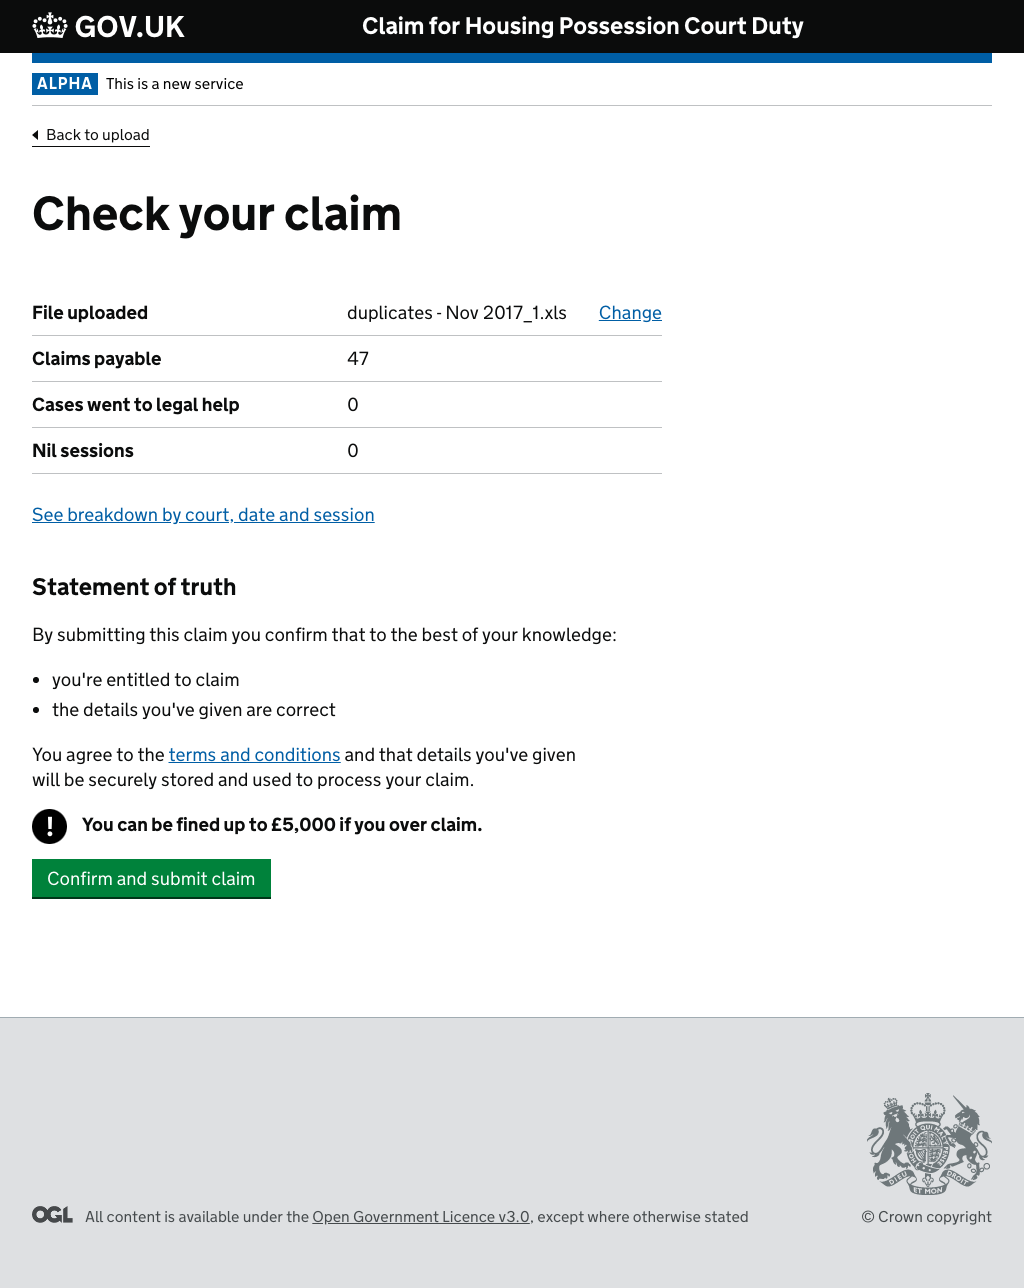 GOV.UK
Claim for Housing Possession Court Duty
ALPHA This is a new service
Back to upload
Check your claim
File uploaded duplicates - Nov 2017_1.xls Change
Claims payable 47
Cases went to legal help 0
Nil sessions 0
See breakdown by court, date and session
Statement of truth
By submitting this claim you confirm that to the best of your knowledge:
• you're entitled to claim
• the details you've given are correct
You agree to the terms and conditions and that details you've given
will be securely stored and used to process your claim.
! You can be fined up to £5,000 if you over claim.
Confirm and submit claim
DIEU ET MON DROIT
OGL All content is available under the Open Government Licence v3.0, except where otherwise stated
© Crown copyright